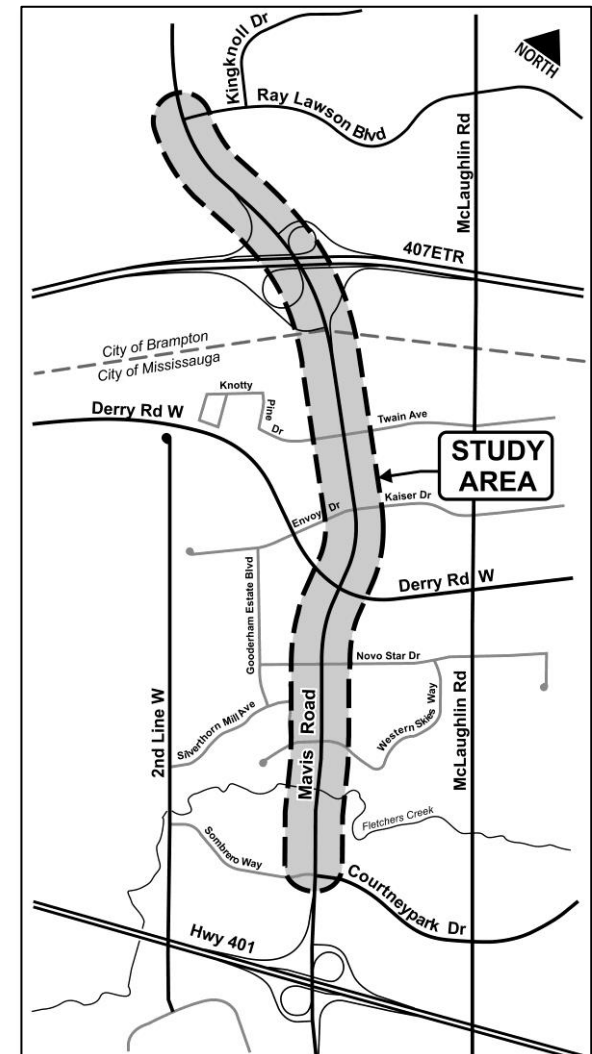 Kingknoll Dr
NORTH
Ray Lawson Blvd
McLaughlin Rd
407ETR
City of Brampton
City of Mississauga
Knotty
Pine
Dr
Derry Rd W
Twain Ave
STUDY
AREA
Kaiser Dr
Envoy Dr
Gooderham Estate Blvd
Derry Rd W
Novo Star Dr
2nd Line W
Silverthorn Mill Ave
Mavis Road
Western Skies Way
McLaughlin Rd
Fletchers Creek
Sombrero Way
Courtneypark Dr
Hwy 401